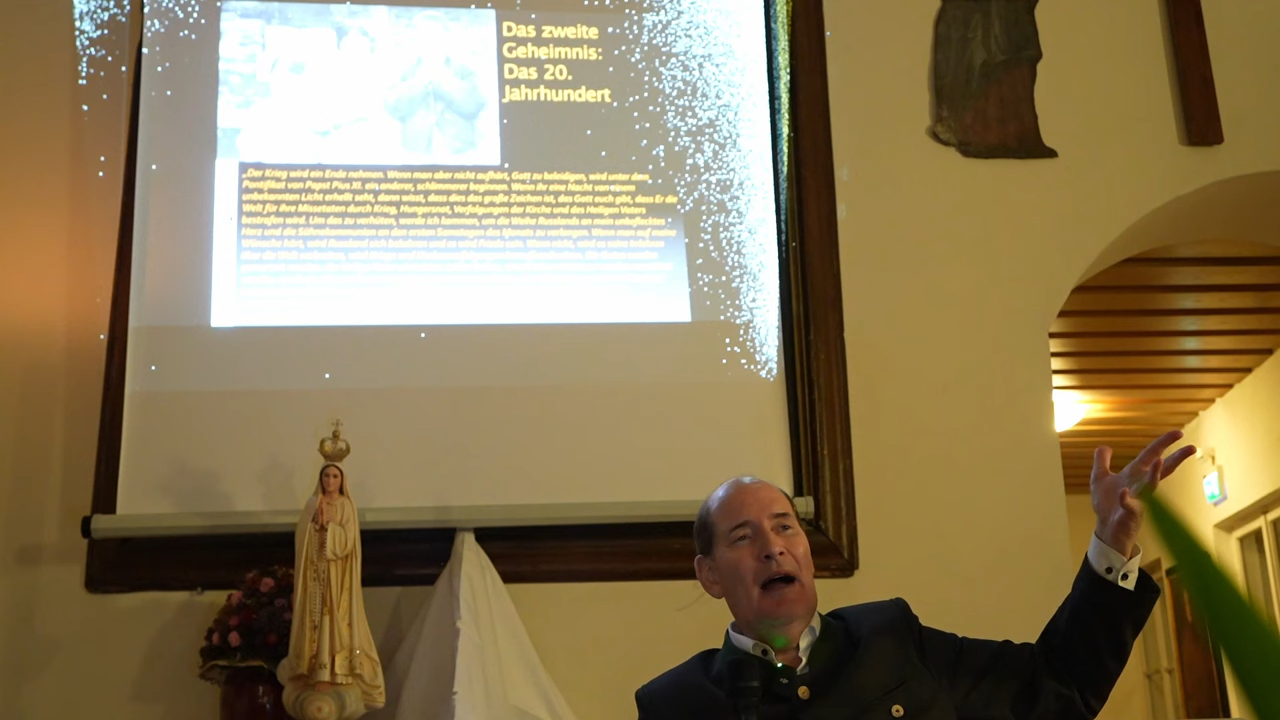 Das zweite
Geheimnis:
Das 20.
Jahrhundert
„Der Krieg wird ein Ende nehmen. Wenn man aber nicht aufhört, Gott zu beleidigen, wird unter dem
Pontifikat von Papst Pius XI. ein anderer, schlimmerer beginnen. Wenn ihr eine Nacht von einem
unbekannten Licht erhellt seht, dann wisst, dass dies das große Zeichen ist, das Gott euch gibt, dass Er die
Welt für ihre Missetaten durch Krieg, Hungersnot, Verfolgungen der Kirche und des Heiligen Vaters
bestrafen wird. Um das zu verhüten, werde ich kommen, um die Weihe Russlands an mein unbeflecktes
Herz und die Sühnekommunion an den ersten Samstagen des Monats zu verlangen. Wenn man auf meine
Wünsche hört, wird Russland sich bekehren und es wird Friede sein. Wenn nicht, wird es seine Irrlehren
über die Welt verbreiten, wird Kriege und